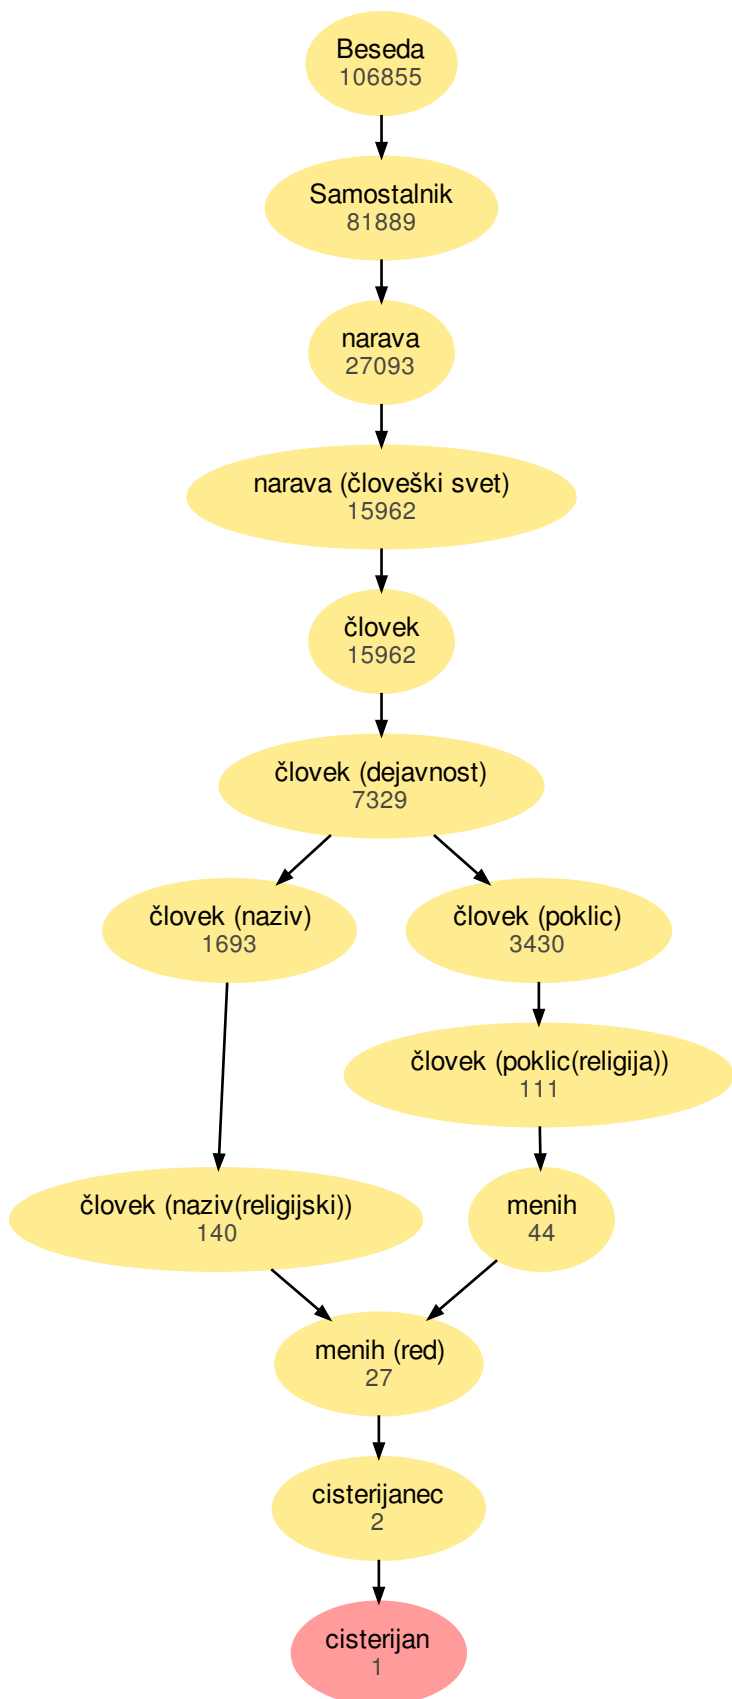 Beseda
106855
Samostalnik
81889
narava
27093
narava (človeški svet)
15962
človek
15962
človek (dejavnost)
7329
človek (naziv)
1693
človek (poklic)
3430
človek (poklic(religija))
111
človek (naziv(religijski))
140
menih
44
menih (red)
27
cisterijanec
2
cisterijan
1